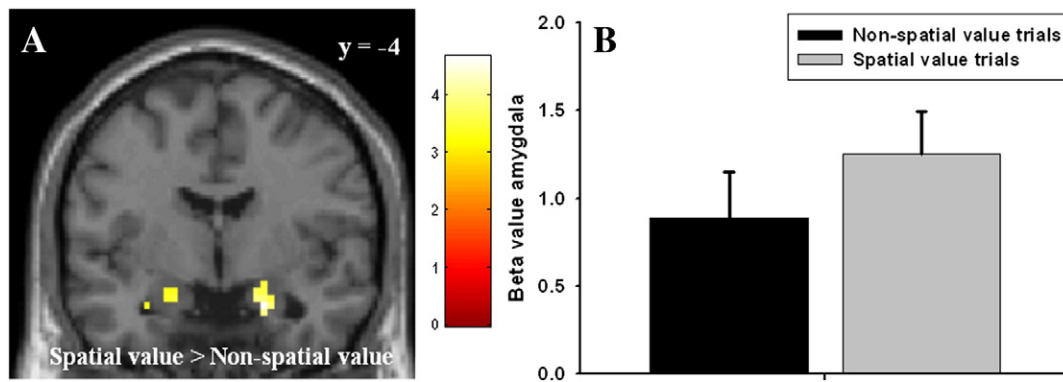 A
y = -4
Spatial value > Non-spatial value
4
3
2
1
0
B
Beta value amygdala
2.0
1.5
1.0
0.5
0.0
Non-spatial value trials
Spatial value trials